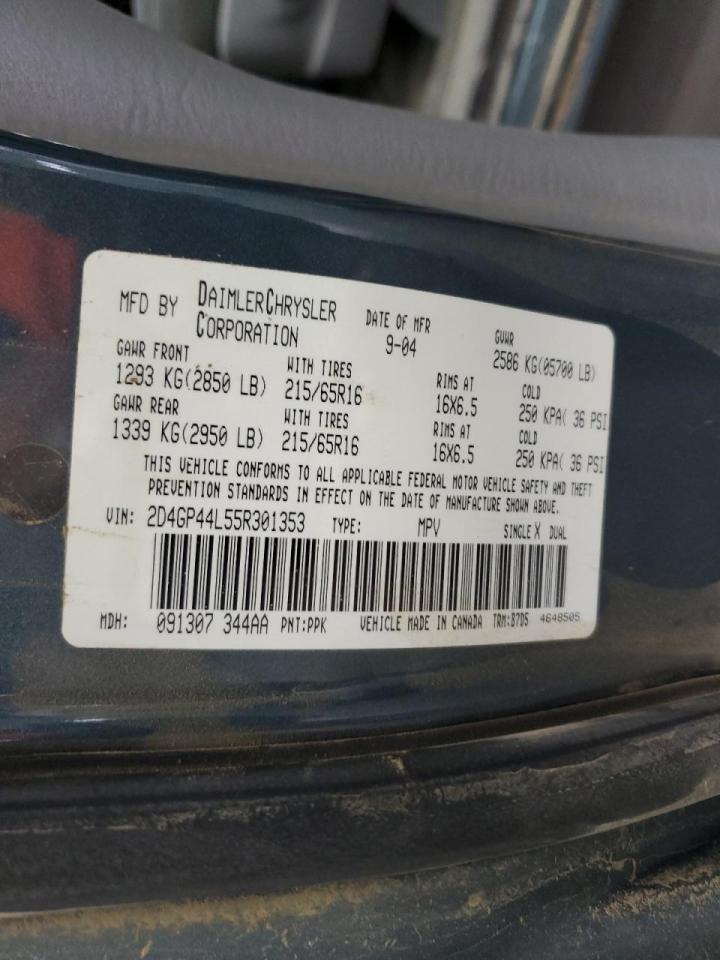 MFD BY DAIMLERCHRYSLER CORPORATION DATE OF MFR 9-04 GVWR 2586 KG(05700 LB)
GAWR FRONT WITH TIRES RIMS AT COLD
1293 KG(2850 LB) 215/65R16 16X6.5 250 KPA( 36 PSI
GAWR REAR WITH TIRES RIMS AT COLD
1339 KG(2950 LB) 215/65R16 16X6.5 250 KPA( 36 PSI
THIS VEHICLE CONFORMS TO ALL APPLICABLE FEDERAL MOTOR VEHICLE SAFETY AND THEFT
PREVENTION STANDARDS IN EFFECT ON THE DATE OF MANUFACTURE SHOWN ABOVE.
VIN: 2D4GP44L55R301353 TYPE: MPV SINGLE X DUAL
MDH: 091307 344AA PNT:PPK VEHICLE MADE IN CANADA TRM:B7D5 4648505